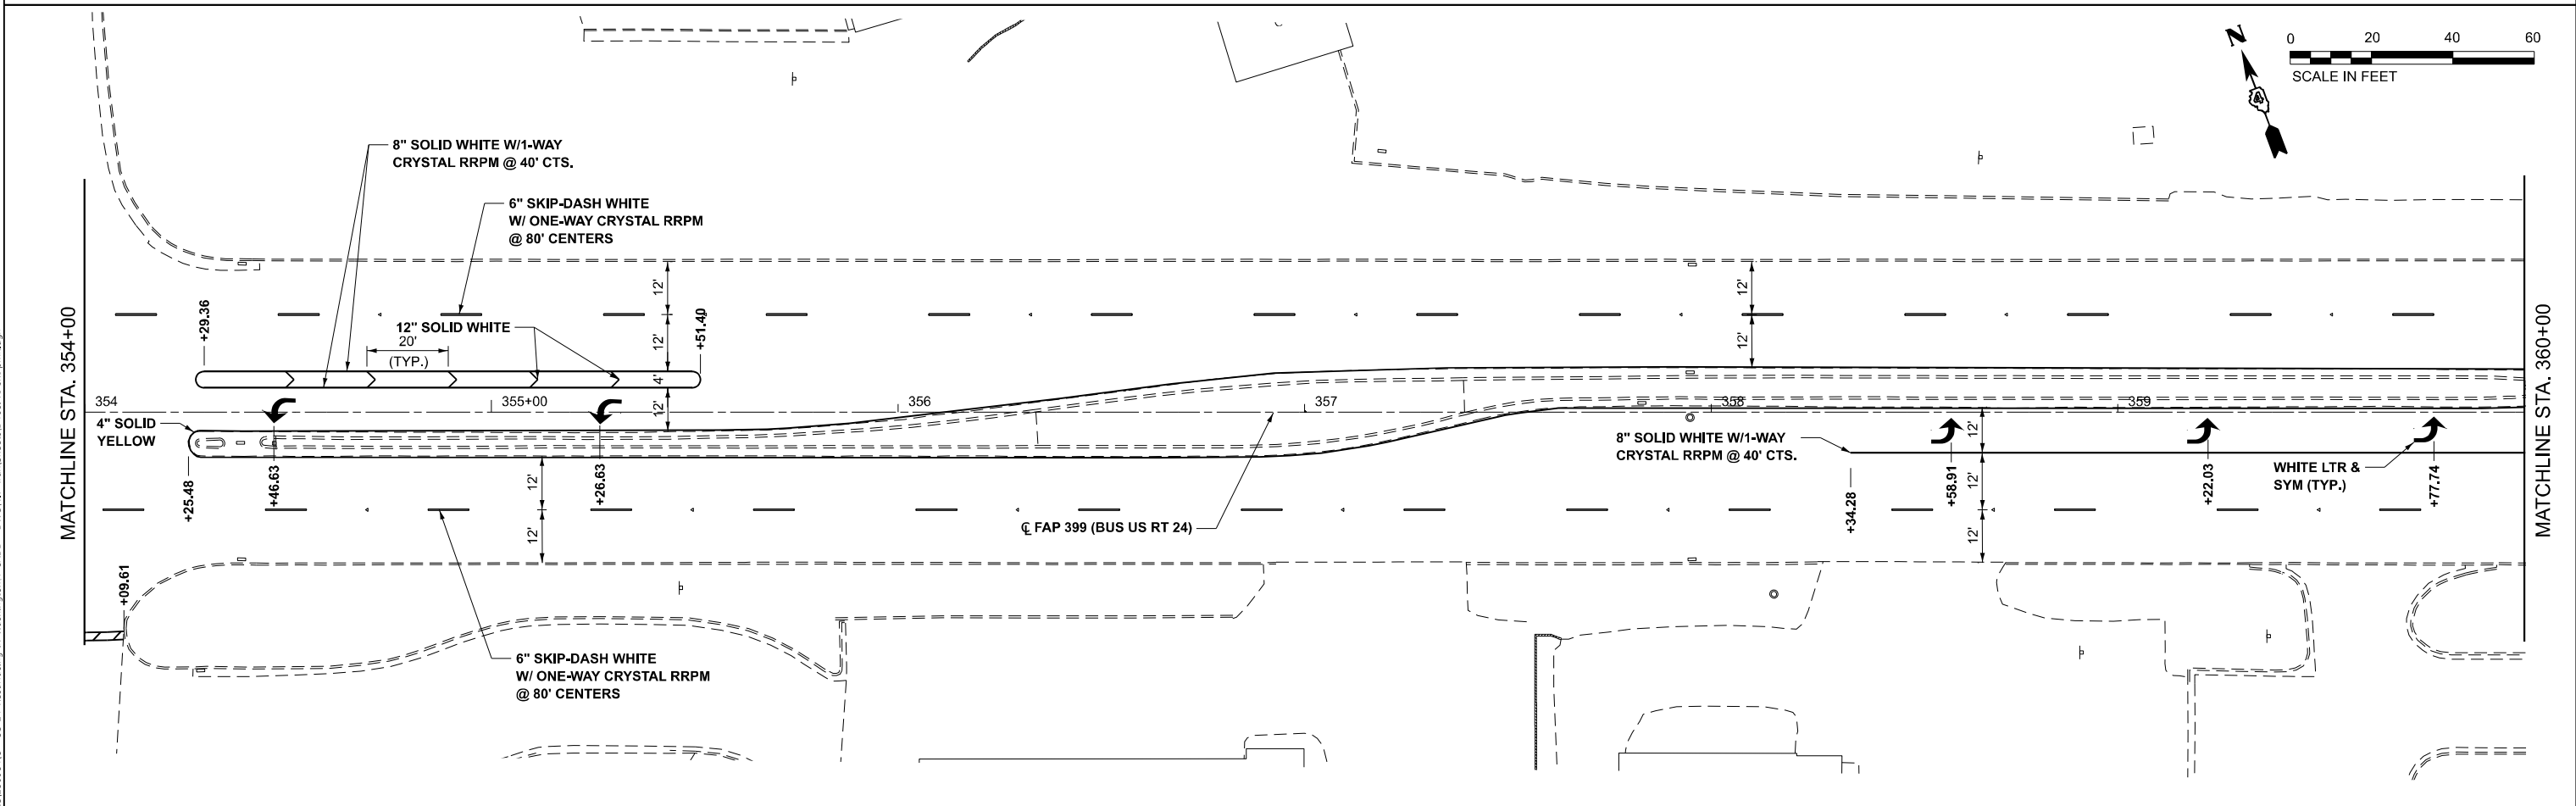 N
0 20 40 60
SCALE IN FEET
8" SOLID WHITE W/1-WAY
CRYSTAL RRPM @ 40' CTS.
6" SKIP-DASH WHITE
W/ ONE-WAY CRYSTAL RRPM
@ 80' CENTERS
12'
12'
12'
12'
+29.36
12" SOLID WHITE
20'
(TYP.)
+51.40
4'
12'
MATCHLINE STA. 354+00
MATCHLINE STA. 360+00
354
355+00
356
357
358
359
4" SOLID
YELLOW
+25.48
+46.63
+26.63
12'
12'
8" SOLID WHITE W/1-WAY
CRYSTAL RRPM @ 40' CTS.
+34.28
+58.91
12'
12'
12'
+22.03
WHITE LTR &
SYM (TYP.)
+77.74
℄ FAP 399 (BUS US RT 24)
+09.61
6" SKIP-DASH WHITE
W/ ONE-WAY CRYSTAL RRPM
@ 80' CENTERS